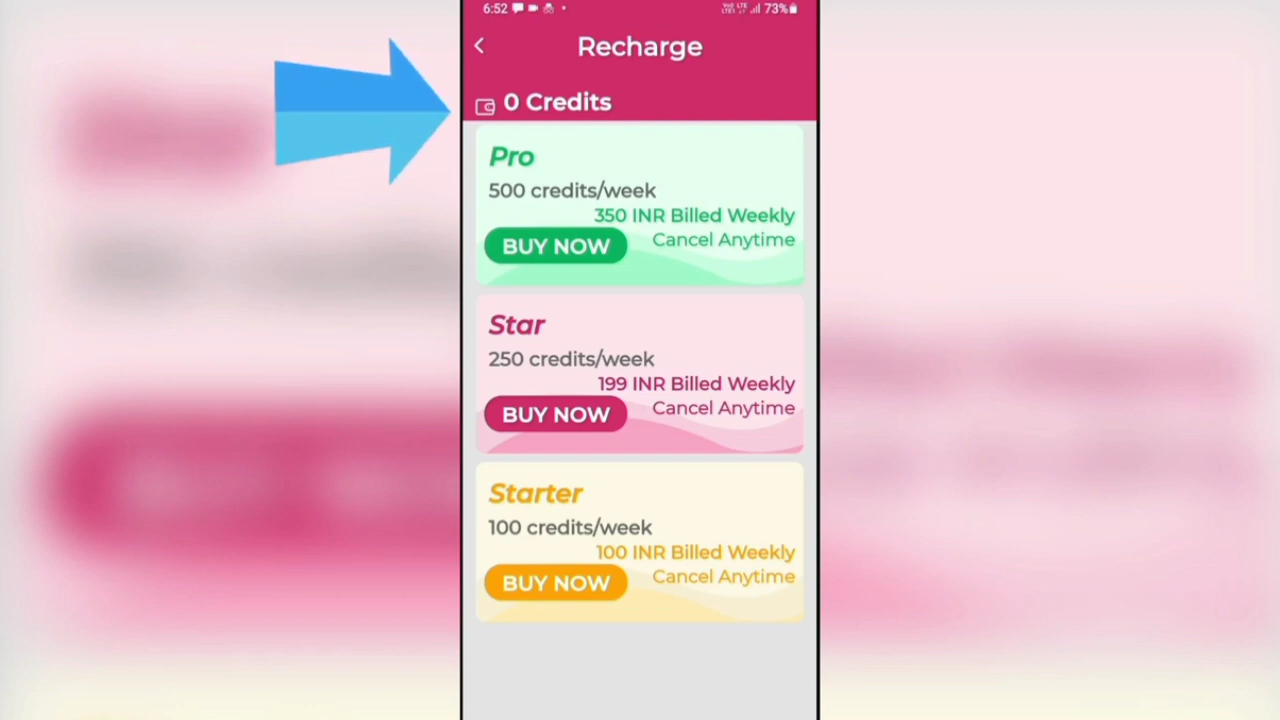 6:52
73%
Recharge
0 Credits
Pro
500 credits/week
350 INR Billed Weekly
BUY NOW
Cancel Anytime
Star
250 credits/week
199 INR Billed Weekly
BUY NOW
Cancel Anytime
Starter
100 credits/week
100 INR Billed Weekly
BUY NOW
Cancel Anytime